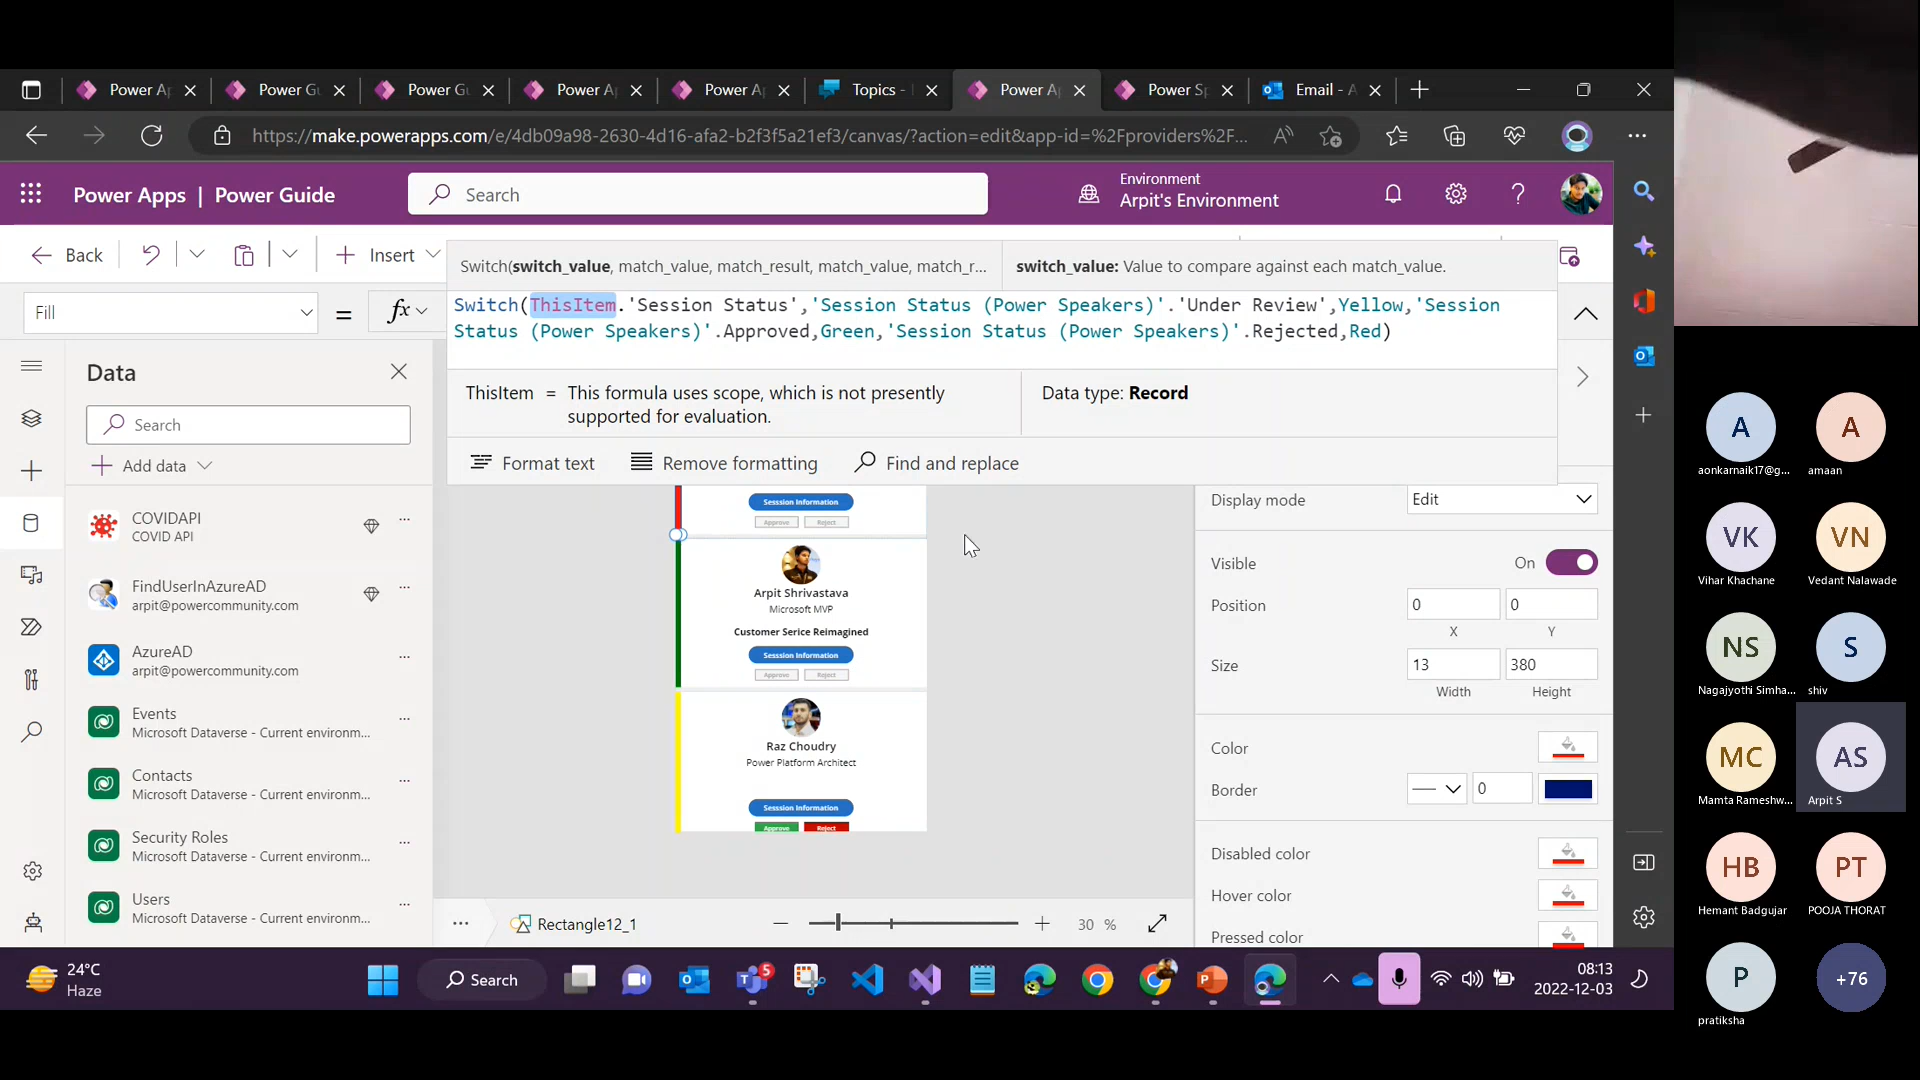 Power Ap
Power Gu
Power Gu
Power Ap
Power Ap
Topics -
Power Ap
Power Sp
Email - A
https://make.powerapps.com/e/4db09a98-2630-4d16-afa2-b2f3f5a21ef3/canvas/?action=edit&app-id=%2Fproviders%2F...
Power Apps | Power Guide
Search
Environment
Arpit's Environment
Back
Insert
Switch(switch_value, match_value, match_result, match_value, match_r...
switch_value: Value to compare against each match_value.
Fill
=
fx
Switch(ThisItem.'Session Status','Session Status (Power Speakers)'.'Under Review',Yellow,'Session
Status (Power Speakers)'.Approved,Green,'Session Status (Power Speakers)'.Rejected,Red)
ThisItem = This formula uses scope, which is not presently
supported for evaluation.
Data type: Record
Format text
Remove formatting
Find and replace
Data
Search
Add data
COVIDAPI
COVID API
FindUserInAzureAD
arpit@powercommunity.com
AzureAD
arpit@powercommunity.com
Events
Microsoft Dataverse - Current environm...
Contacts
Microsoft Dataverse - Current environm...
Security Roles
Microsoft Dataverse - Current environm...
Users
Microsoft Dataverse - Current environm...
Sesssion Information
Approve
Reject
Arpit Shrivastava
Microsoft MVP
Customer Serice Reimagined
Sesssion Information
Approve
Reject
Raz Choudry
Power Platform Architect
Sesssion Information
Approve
Reject
Rectangle12_1
30 %
Display mode
Edit
Visible
On
Position
0
0
X
Y
Size
13
380
Width
Height
Color
Border
0
Disabled color
Hover color
Pressed color
24°C
Haze
Search
5
08:13
2022-12-03
A
aonkarnaik17@g...
A
amaan
VK
Vihar Khachane
VN
Vedant Nalawade
NS
Nagajyothi Simha...
S
shiv
MC
Mamta Rameshw...
AS
Arpit S
HB
Hemant Badgujar
PT
POOJA THORAT
P
pratiksha
+76